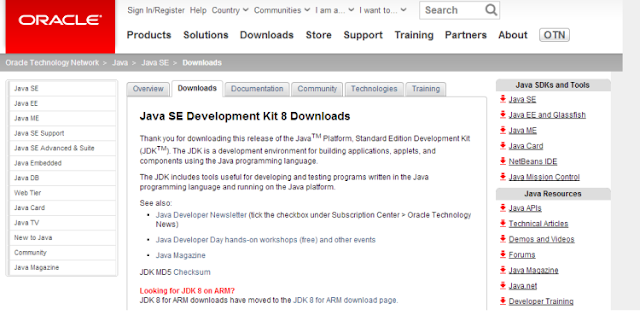 ORACLE
Sign In/Register Help Country Communities I am a... I want to... Search
Products Solutions Downloads Store Support Training Partners About OTN
Oracle Technology Network > Java > Java SE > Downloads
Java SE
Java EE
Java ME
Java SE Support
Java SE Advanced & Suite
Java Embedded
Java DB
Web Tier
Java Card
Java TV
New to Java
Community
Java Magazine
Overview Downloads Documentation Community Technologies Training
Java SE Development Kit 8 Downloads
Thank you for downloading this release of the Java™ Platform, Standard Edition Development Kit
(JDK™). The JDK is a development environment for building applications, applets, and
components using the Java programming language.
The JDK includes tools useful for developing and testing programs written in the Java
programming language and running on the Java platform.
See also:
• Java Developer Newsletter (tick the checkbox under Subscription Center > Oracle Technology
News)
• Java Developer Day hands-on workshops (free) and other events
• Java Magazine
JDK MD5 Checksum
Looking for JDK 8 on ARM?
JDK 8 for ARM downloads have moved to the JDK 8 for ARM download page.
Java SDKs and Tools
Java SE
Java EE and Glassfish
Java ME
Java Card
NetBeans IDE
Java Mission Control
Java Resources
Java APIs
Technical Articles
Demos and Videos
Forums
Java Magazine
Java.net
Developer Training